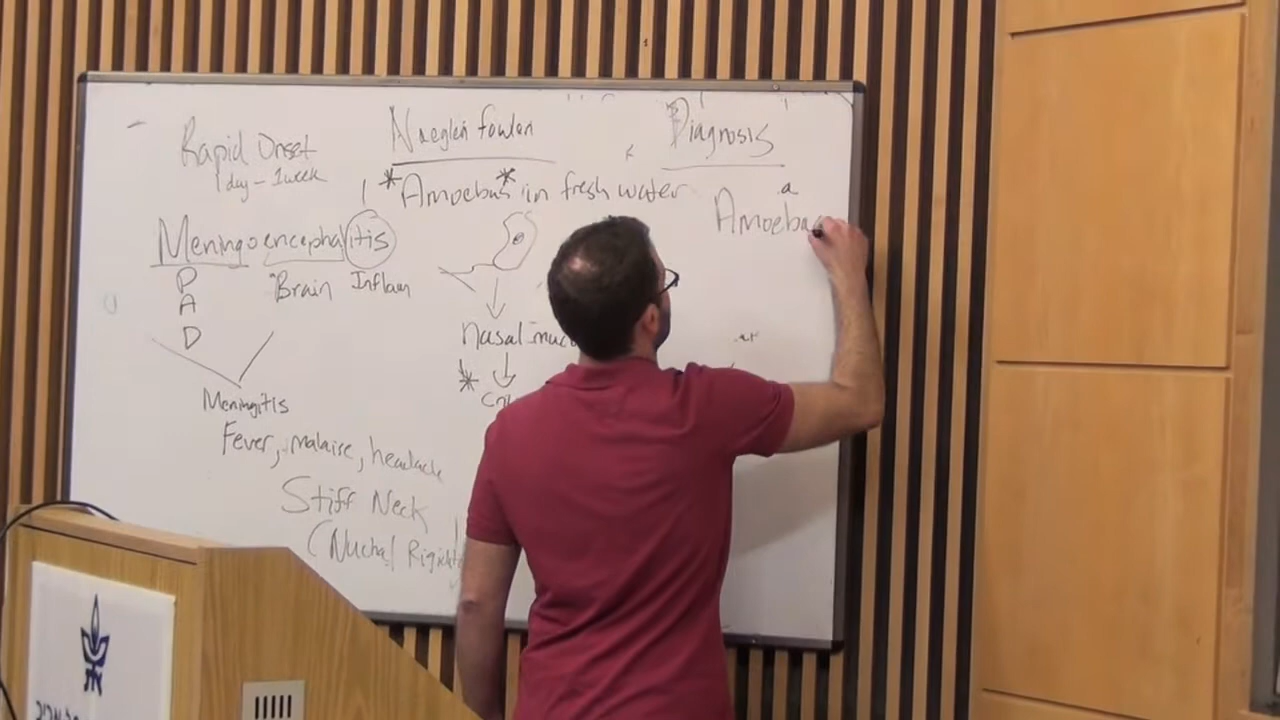 Rapid Onset
1 day - 1 week
Meningoencephalitis
P
A
D
Brain Inflam
Meningitis
Fever, malaise, headache
Stiff Neck
(Nuchal Rigidity
Naegleri fowleri
* Amoebas * in fresh water
Nasal muc
*
Diagnosis
a
Amoeba